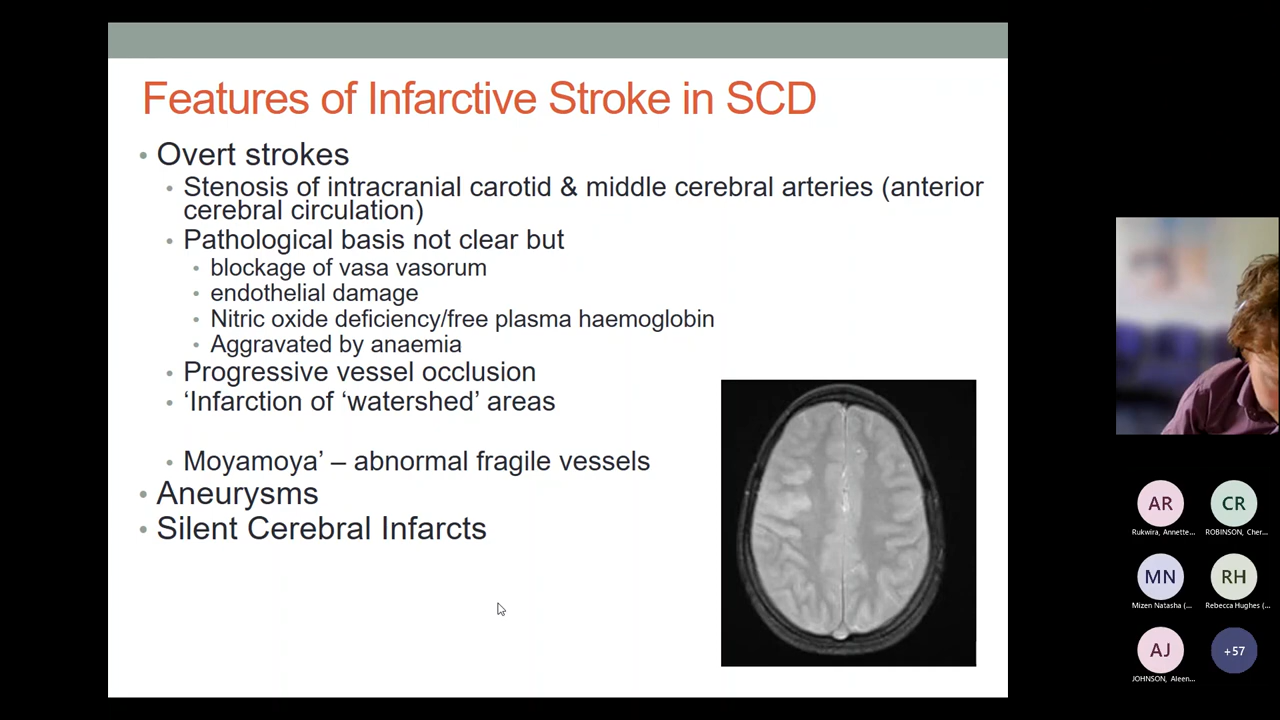 Features of Infarctive Stroke in SCD
• Overt strokes
• Stenosis of intracranial carotid & middle cerebral arteries (anterior
cerebral circulation)
• Pathological basis not clear but
• blockage of vasa vasorum
• endothelial damage
• Nitric oxide deficiency/free plasma haemoglobin
• Aggravated by anaemia
• Progressive vessel occlusion
• ‘Infarction of ‘watershed’ areas
• Moyamoya’ – abnormal fragile vessels
• Aneurysms
• Silent Cerebral Infarcts
AR
CR
Rukwira, Annette...
ROBINSON, Cher...
MN
RH
Mizen Natasha (...
Rebecca Hughes (...
AJ
+57
JOHNSON, Aleen...